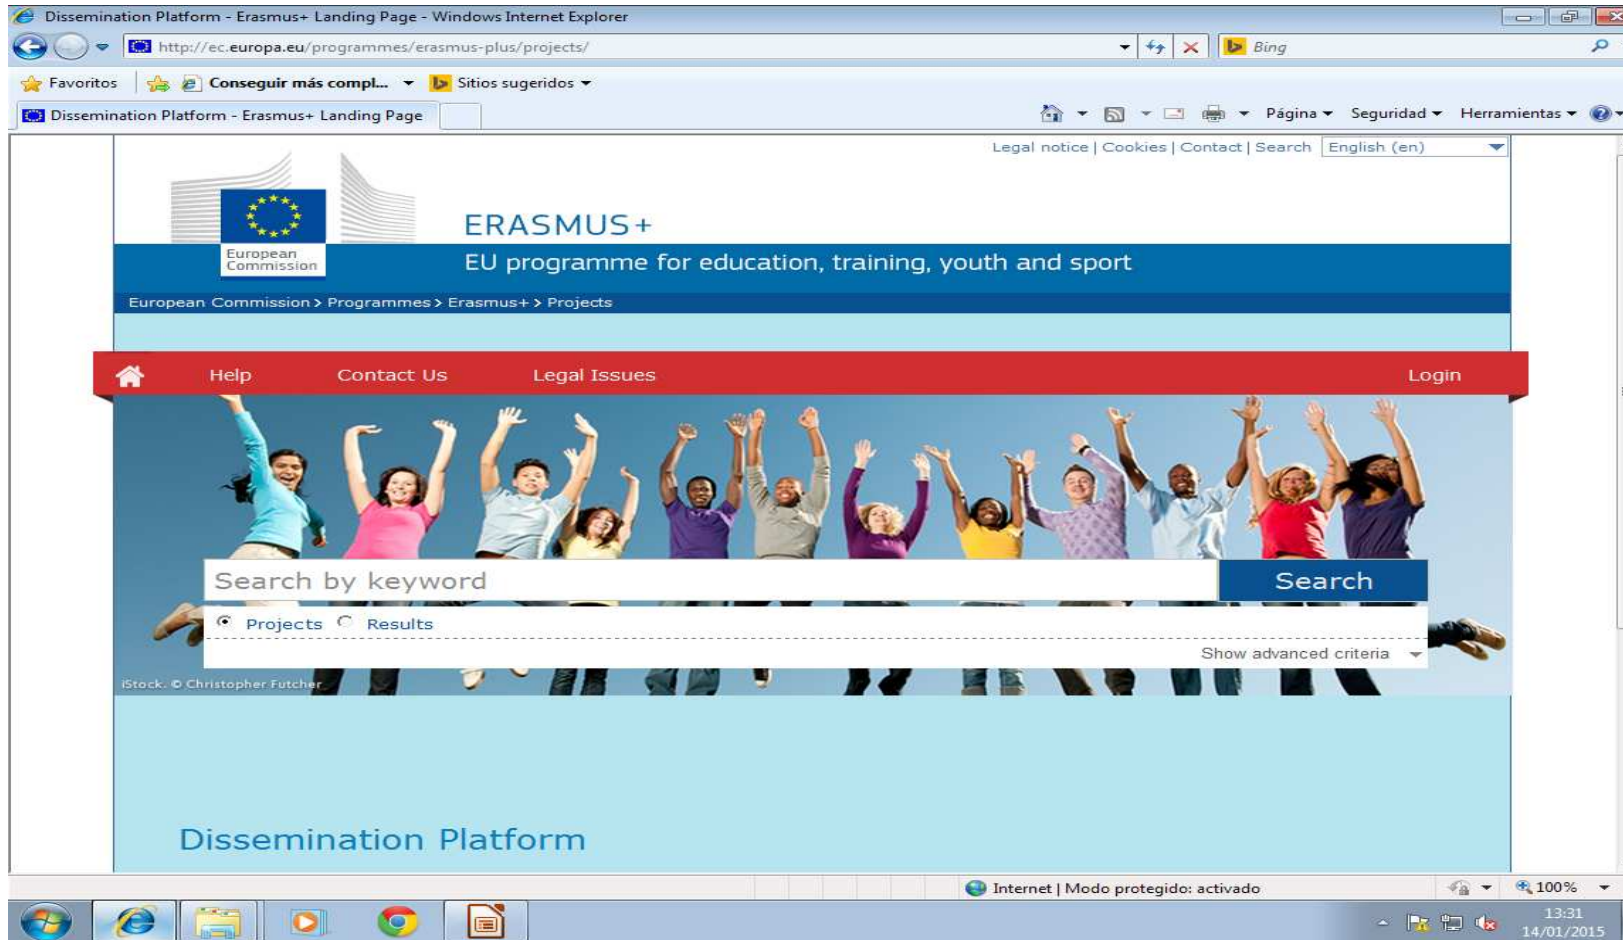 Dissemination Platform - Erasmus+ Landing Page - Windows Internet Explorer
http://ec.europa.eu/programmes/erasmus-plus/projects/
Bing
Favoritos
Conseguir más compl...
Sitios sugeridos
Dissemination Platform - Erasmus+ Landing Page
Página
Seguridad
Herramientas
Legal notice | Cookies | Contact | Search
English (en)
European
Commission
ERASMUS+
EU programme for education, training, youth and sport
European Commission > Programmes > Erasmus+ > Projects
Help
Contact Us
Legal Issues
Login
Search by keyword
Search
Projects
Results
Show advanced criteria
iStock. © Christopher Futcher
Dissemination Platform
Internet | Modo protegido: activado
100%
13:31
14/01/2015